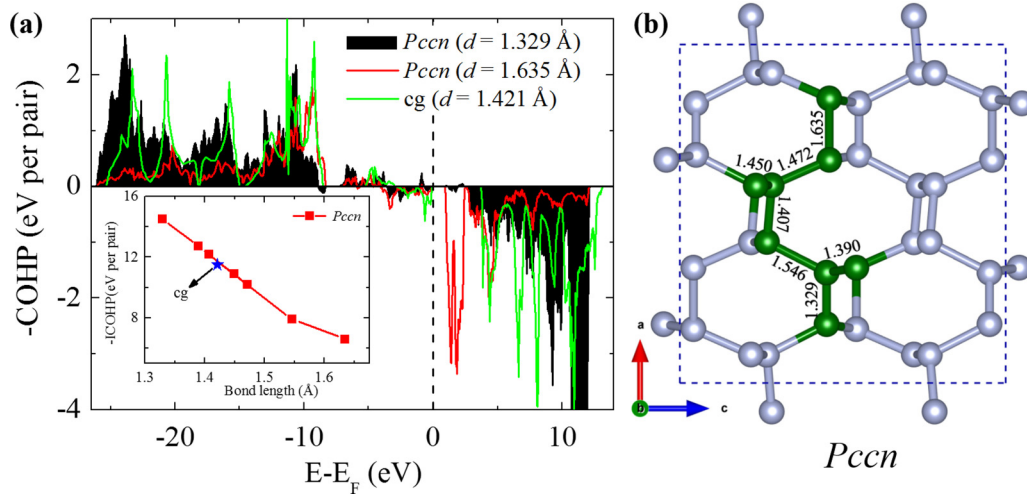 (a)
Pccn (d = 1.329 Å)
Pccn (d = 1.635 Å)
cg (d = 1.421 Å)
-COHP (eV per pair)
2
0
-2
-4
-20
-10
0
10
E-E_F (eV)
-ICOHP(eV per pair)
16
12
8
1.3
1.4
1.5
1.6
Bond length (Å)
Pccn
cg
(b)
1.635
1.450
1.472
1.407
1.390
1.546
1.329
a
b
c
Pccn